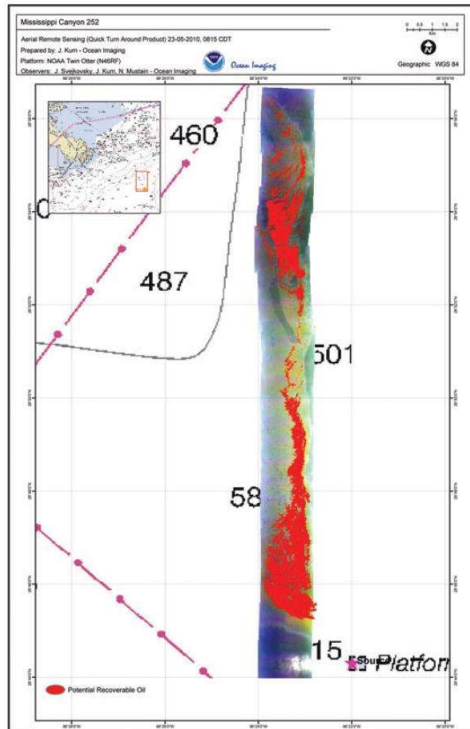 Mississippi Canyon 252
Aerial Remote Sensing (Quick Turn Around Product) 23-05-2010, 0815 CDT
Prepared by: J. Kum - Ocean Imaging
Platform: NOAA Twin Otter (N46RF)
Observers: J. Svejkovsky, J. Kum, N. Mustain - Ocean Imaging
Ocean Imaging
Geographic WGS 84
460
487
501
58
15
Source
Platfor
Potential Recoverable Oil